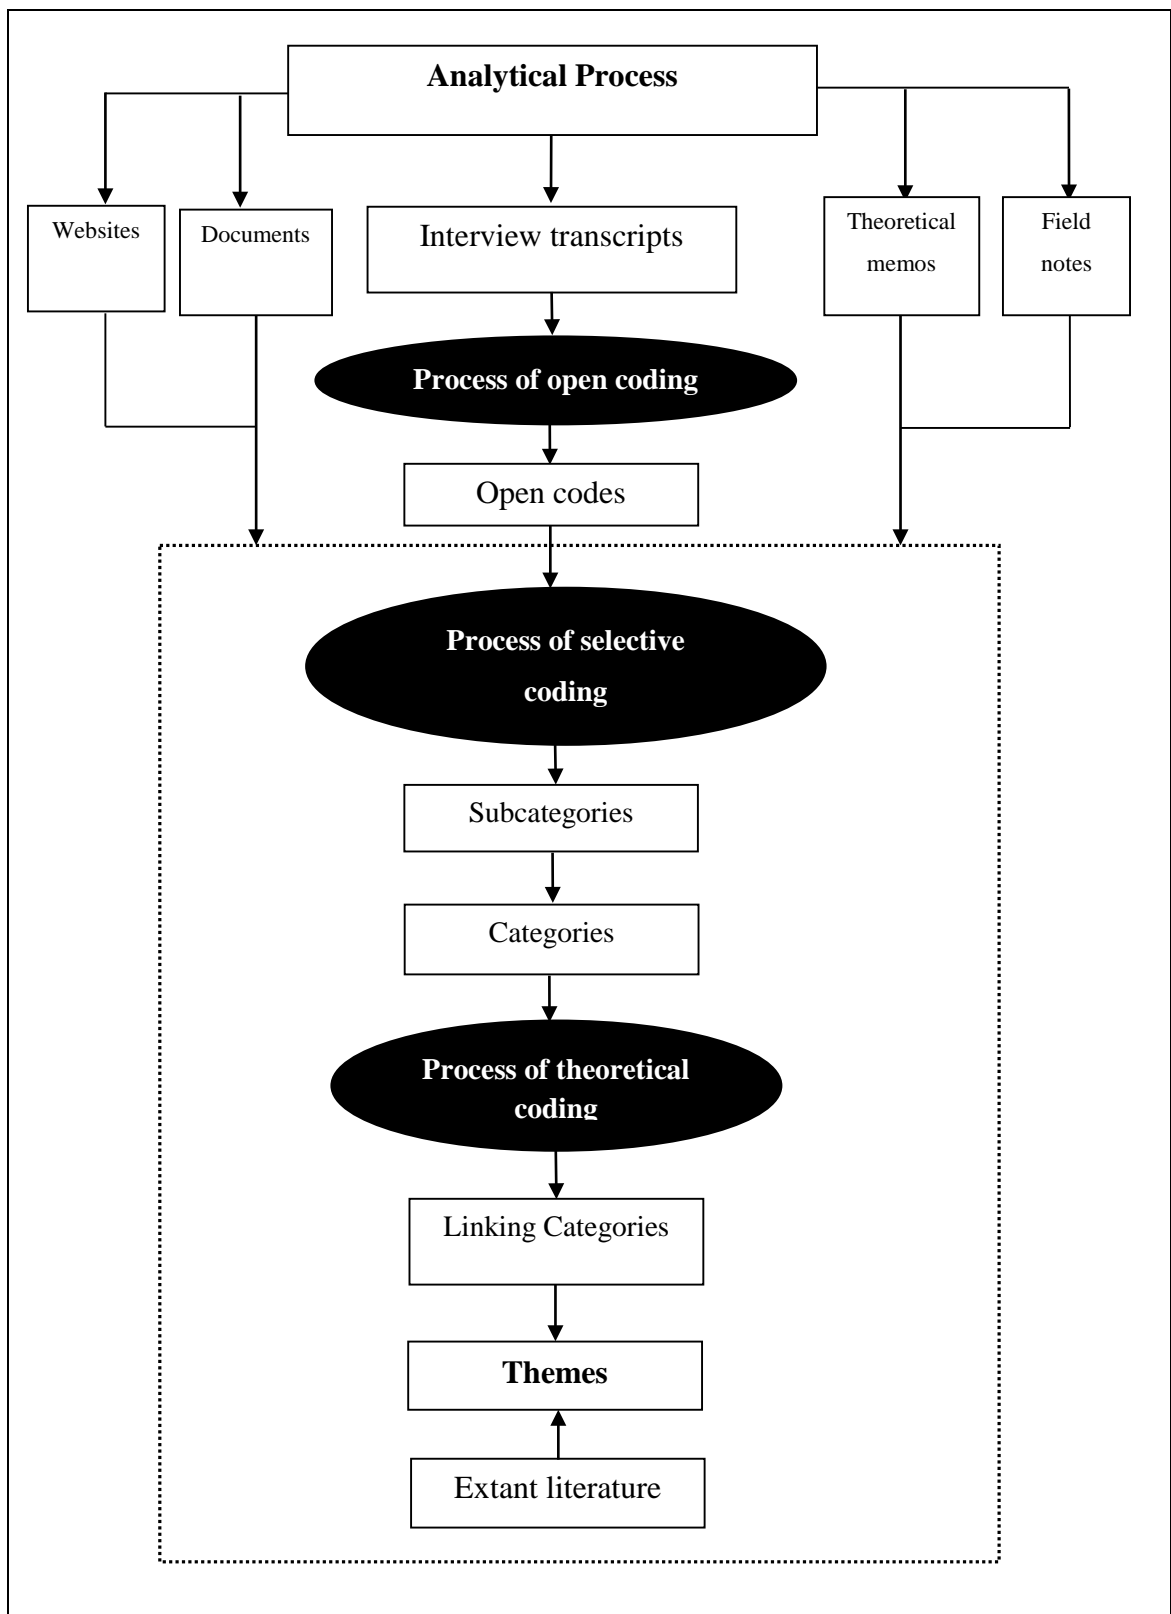 Analytical Process
Websites
Documents
Interview transcripts
Theoretical
memos
Field
notes
Process of open coding
Open codes
Process of selective
coding
Subcategories
Categories
Process of theoretical
coding
Linking Categories
Themes
Extant literature